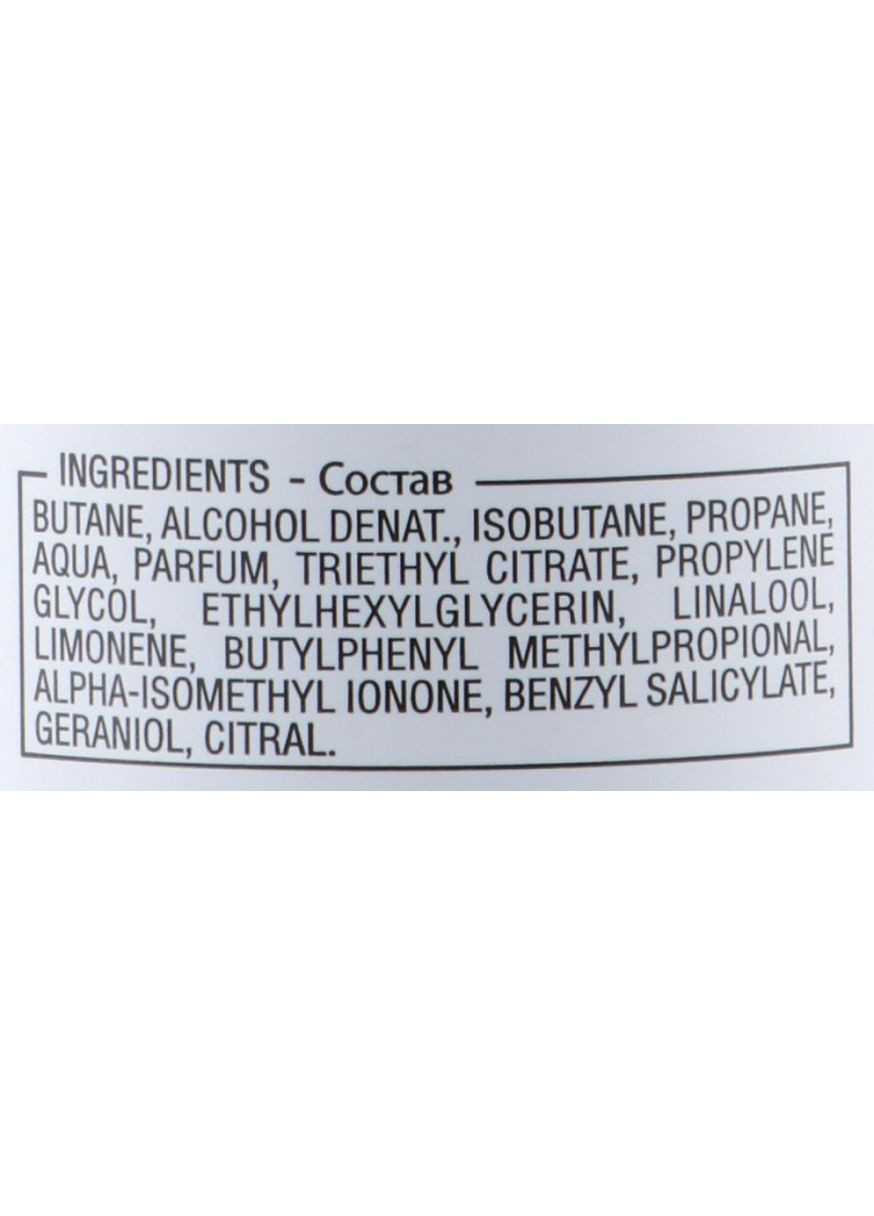 INGREDIENTS - Состав
BUTANE, ALCOHOL DENAT., ISOBUTANE, PROPANE,
AQUA, PARFUM, TRIETHYL CITRATE, PROPYLENE
GLYCOL, ETHYLHEXYLGLYCERIN, LINALOOL,
LIMONENE, BUTYLPHENYL METHYLPROPIONAL,
ALPHA-ISOMETHYL IONONE, BENZYL SALICYLATE,
GERANIOL, CITRAL.